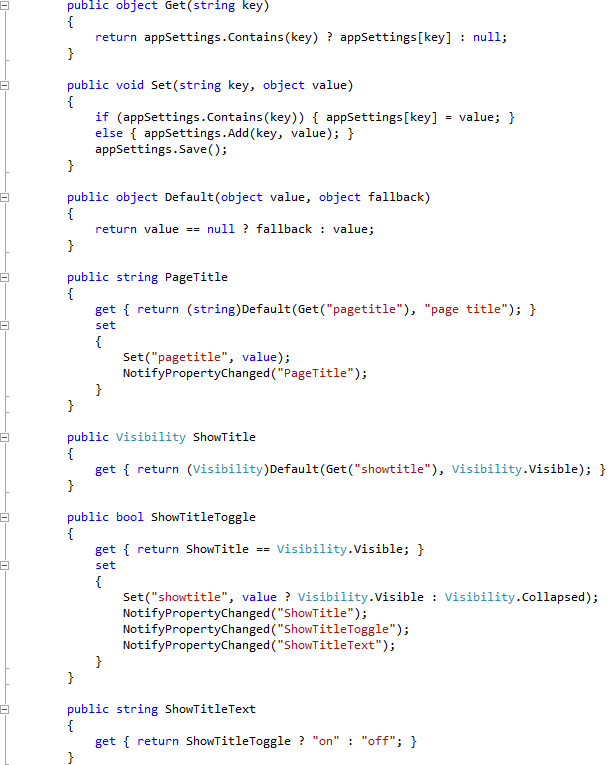 public object Get(string key)
{
return appSettings.Contains(key) ? appSettings[key] : null;
}
public void Set(string key, object value)
{
if (appSettings.Contains(key)) { appSettings[key] = value; }
else { appSettings.Add(key, value); }
appSettings.Save();
}
public object Default(object value, object fallback)
{
return value == null ? fallback : value;
}
public string PageTitle
{
get { return (string)Default(Get("pagetitle"), "page title"); }
set
{
Set("pagetitle", value);
NotifyPropertyChanged("PageTitle");
}
}
public Visibility ShowTitle
{
get { return (Visibility)Default(Get("showtitle"), Visibility.Visible); }
}
public bool ShowTitleToggle
{
get { return ShowTitle == Visibility.Visible; }
set
{
Set("showtitle", value ? Visibility.Visible : Visibility.Collapsed);
NotifyPropertyChanged("ShowTitle");
NotifyPropertyChanged("ShowTitleToggle");
NotifyPropertyChanged("ShowTitleText");
}
}
public string ShowTitleText
{
get { return ShowTitleToggle ? "on" : "off"; }
}